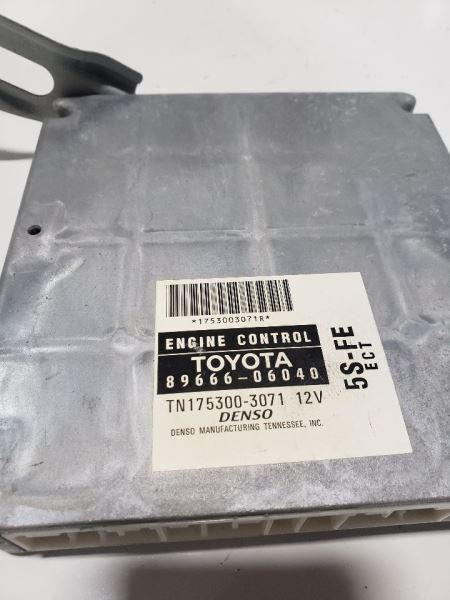 *1753003071R*
ENGINE CONTROL
TOYOTA
89666-06040
TN175300-3071 12V
DENSO
DENSO MANUFACTURING TENNESSEE, INC.
5S-FE
ECT